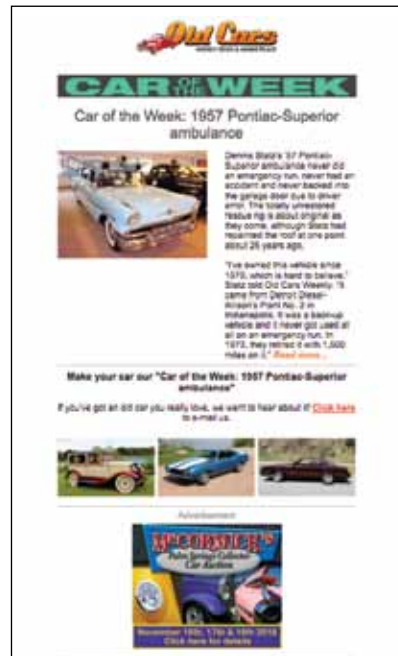 Old Cars
CAR OF THE WEEK
Car of the Week: 1957 Pontiac-Superior
ambulance
Dennis Statz's '57 Pontiac-
Superior ambulance never did
an emergency run, never had an
accident and never backed into
the garage door due to driver
error. The totally unrestored
rescue rig is about original as
they come, although Statz had
repainted the roof at one point
about 25 years ago.
"I've owned this vehicle since
1973, which is hard to believe,"
Statz told Old Cars Weekly. "It
came from Detroit Diesel-
Allison's Plant No. 3 in
Indianapolis. It was a back-up
vehicle and it never got used at
all on an emergency run. In
1973, they retired it with 1,500
miles on it." Read more...
Make your car our "Car of the Week: 1957 Pontiac-Superior
ambulance"
If you've got an old car you really love, we want to hear about it! Click here
to e-mail us.
Advertisement
McCORMICK'S
Palm Springs Collector
Car Auction
November 16th, 17th & 18th 2018
Click here for details